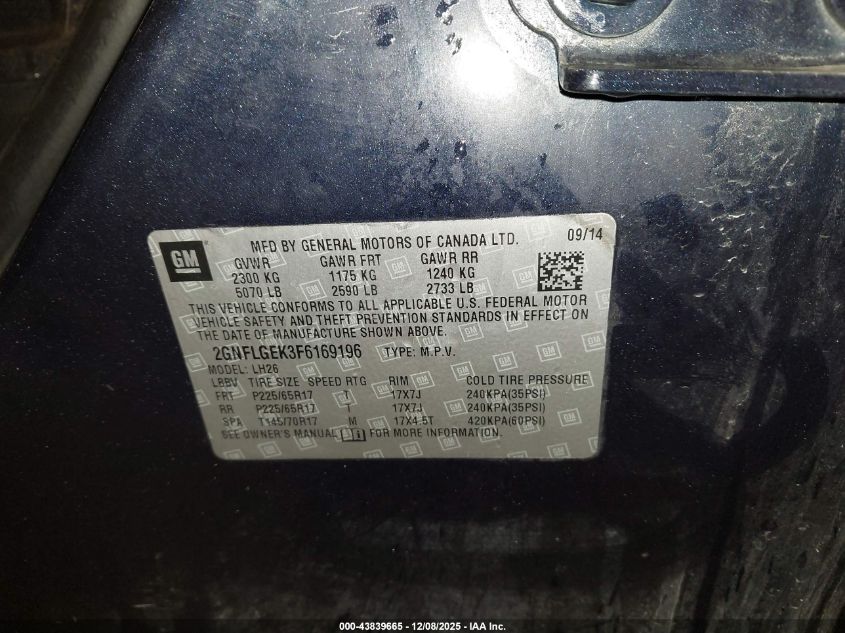 GM
MFD BY GENERAL MOTORS OF CANADA LTD. 09/14
GVWR GAWR FRT GAWR RR
2300 KG 1175 KG 1240 KG
5070 LB 2590 LB 2733 LB
THIS VEHICLE CONFORMS TO ALL APPLICABLE U.S. FEDERAL MOTOR
VEHICLE SAFETY AND THEFT PREVENTION STANDARDS IN EFFECT ON
THE DATE OF MANUFACTURE SHOWN ABOVE.
2GNFLGEK3F6169196 TYPE: M.P.V.
MODEL: LH26
LBBV TIRE SIZE SPEED RTG RIM COLD TIRE PRESSURE
FRT P225/65R17 T 17X7J 240KPA(35PSI)
RR P225/65R17 T 17X7J 240KPA(35PSI)
SPA T145/70R17 M 17X4.5T 420KPA(60PSI)
SEE OWNER'S MANUAL FOR MORE INFORMATION.
000-43839665 - 12/08/2025 - IAA Inc.